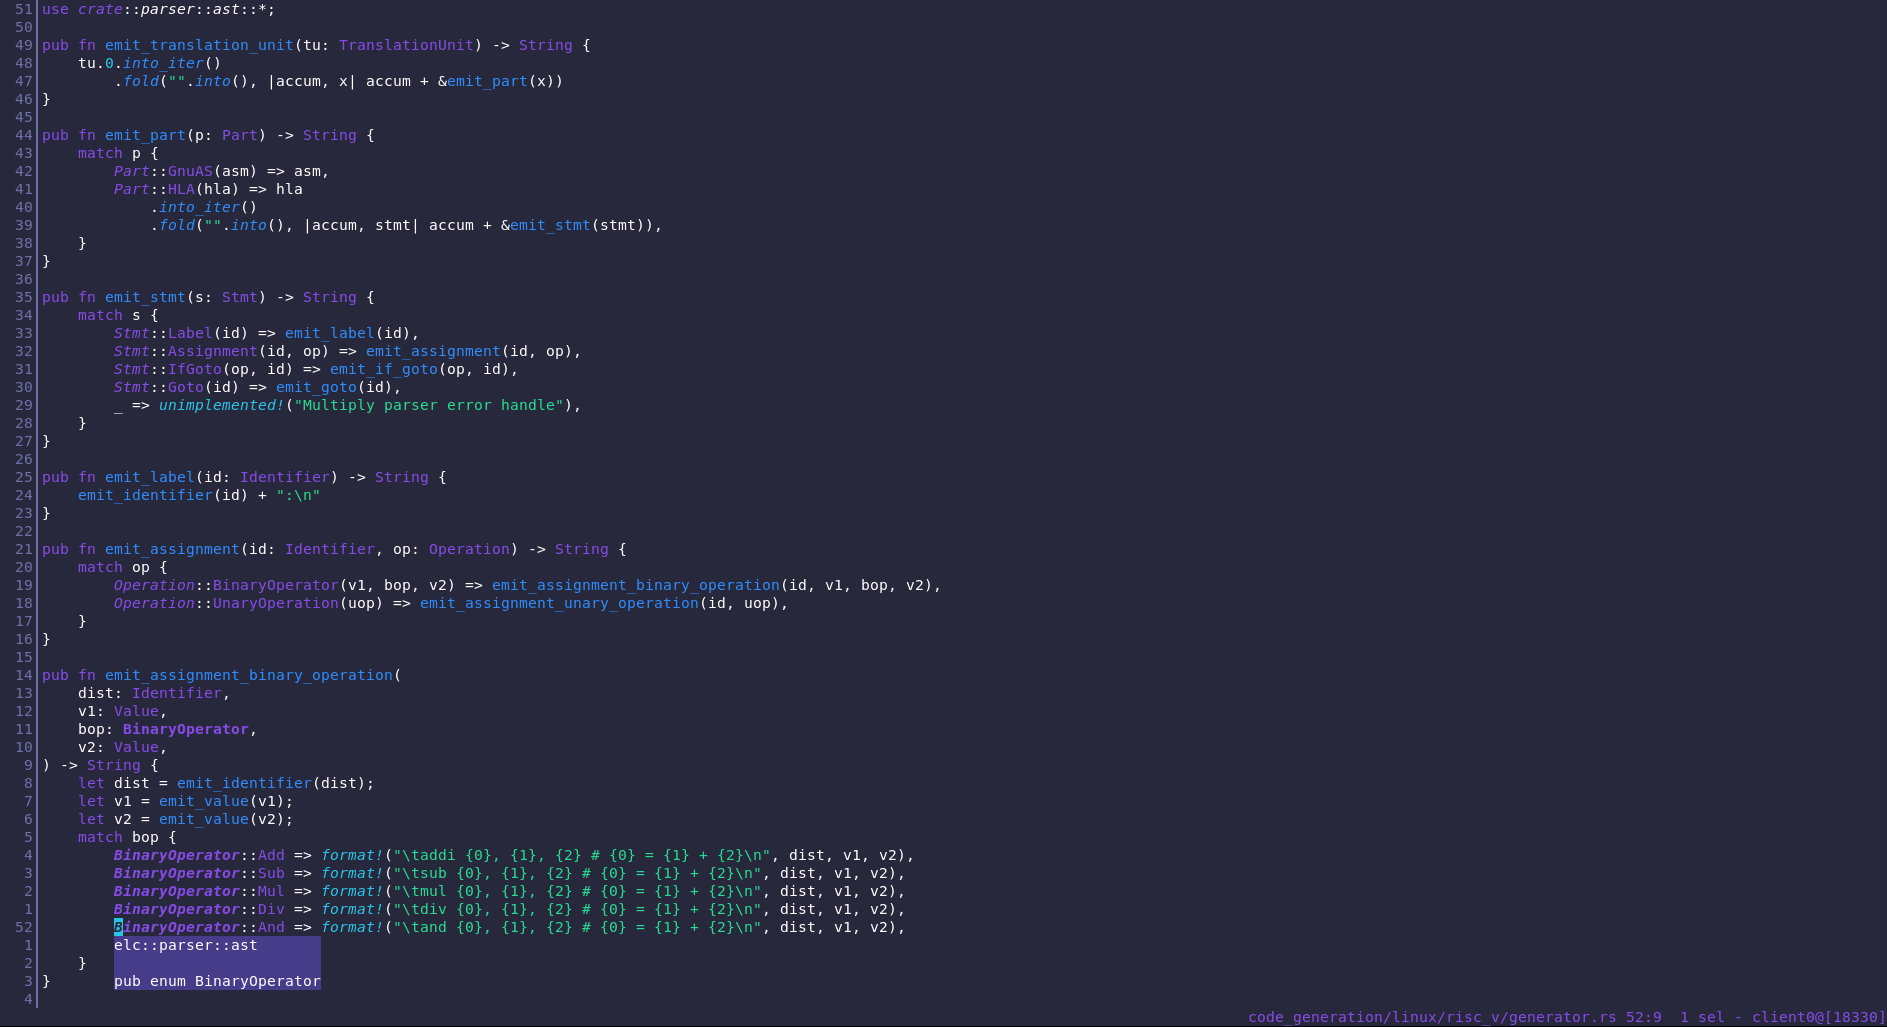 51 use crate::parser::ast::*;
50
49 pub fn emit_translation_unit(tu: TranslationUnit) -> String {
48     tu.0.into_iter()
47         .fold("".into(), |accum, x| accum + &emit_part(x))
46 }
45
44 pub fn emit_part(p: Part) -> String {
43     match p {
42         Part::GnuAS(asm) => asm,
41         Part::HLA(hla) => hla
40             .into_iter()
39             .fold("".into(), |accum, stmt| accum + &emit_stmt(stmt)),
38     }
37 }
36
35 pub fn emit_stmt(s: Stmt) -> String {
34     match s {
33         Stmt::Label(id) => emit_label(id),
32         Stmt::Assignment(id, op) => emit_assignment(id, op),
31         Stmt::IfGoto(op, id) => emit_if_goto(op, id),
30         Stmt::Goto(id) => emit_goto(id),
29         _ => unimplemented!("Multiply parser error handle"),
28     }
27 }
26
25 pub fn emit_label(id: Identifier) -> String {
24     emit_identifier(id) + ":\n"
23 }
22
21 pub fn emit_assignment(id: Identifier, op: Operation) -> String {
20     match op {
19         Operation::BinaryOperator(v1, bop, v2) => emit_assignment_binary_operation(id, v1, bop, v2),
18         Operation::UnaryOperation(uop) => emit_assignment_unary_operation(id, uop),
17     }
16 }
15
14 pub fn emit_assignment_binary_operation(
13     dist: Identifier,
12     v1: Value,
11     bop: BinaryOperator,
10     v2: Value,
9 ) -> String {
8     let dist = emit_identifier(dist);
7     let v1 = emit_value(v1);
6     let v2 = emit_value(v2);
5     match bop {
4         BinaryOperator::Add => format!("\taddi {0}, {1}, {2} # {0} = {1} + {2}\n", dist, v1, v2),
3         BinaryOperator::Sub => format!("\tsub {0}, {1}, {2} # {0} = {1} + {2}\n", dist, v1, v2),
2         BinaryOperator::Mul => format!("\tmul {0}, {1}, {2} # {0} = {1} + {2}\n", dist, v1, v2),
1         BinaryOperator::Div => format!("\tdiv {0}, {1}, {2} # {0} = {1} + {2}\n", dist, v1, v2),
52         BinaryOperator::And => format!("\tand {0}, {1}, {2} # {0} = {1} + {2}\n", dist, v1, v2),
1         elc::parser::ast
2     }
3 }       pub enum BinaryOperator
4
code_generation/linux/risc_v/generator.rs 52:9  1 sel - client0@[18330]